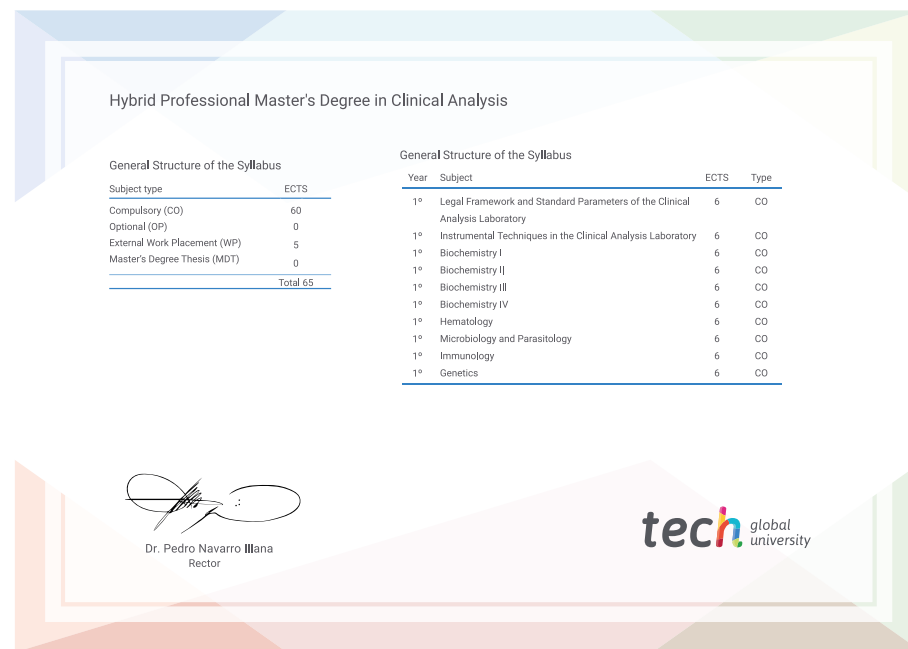 Hybrid Professional Master's Degree in Clinical Analysis
General Structure of the Syllabus
Subject type ECTS
Compulsory (CO) 60
Optional (OP) 0
External Work Placement (WP) 5
Master's Degree Thesis (MDT) 0
Total 65
General Structure of the Syllabus
Year Subject ECTS Type
1º Legal Framework and Standard Parameters of the Clinical 6 CO
Analysis Laboratory
1º Instrumental Techniques in the Clinical Analysis Laboratory 6 CO
1º Biochemistry I 6 CO
1º Biochemistry II 6 CO
1º Biochemistry III 6 CO
1º Biochemistry IV 6 CO
1º Hematology 6 CO
1º Microbiology and Parasitology 6 CO
1º Immunology 6 CO
1º Genetics 6 CO
Dr. Pedro Navarro Illana
Rector
tech global
university